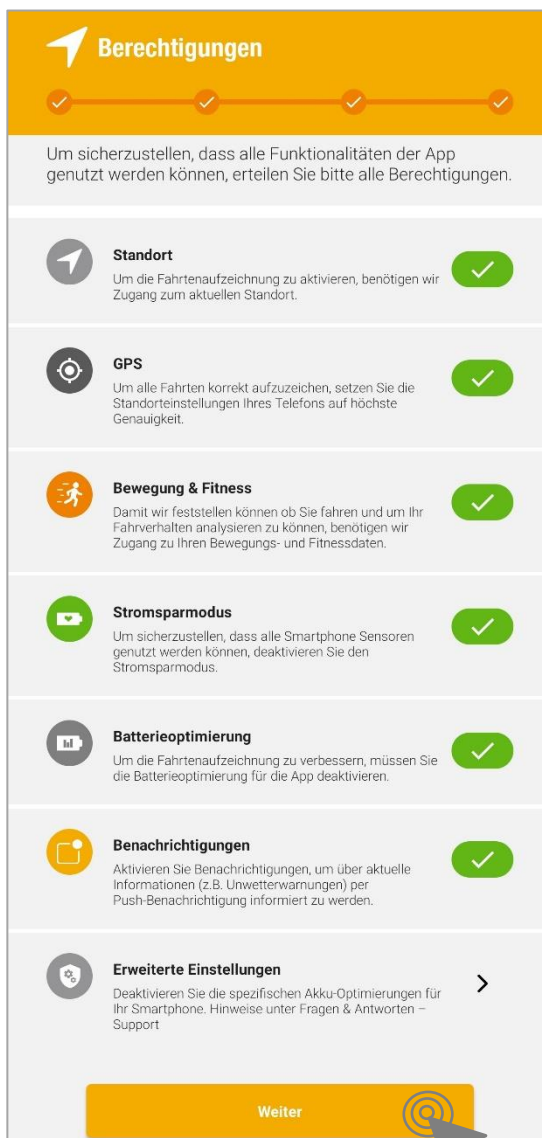 Berechtigungen
Um sicherzustellen, dass alle Funktionalitäten der App
genutzt werden können, erteilen Sie bitte alle Berechtigungen.
Standort
Um die Fahrtenaufzeichnung zu aktivieren, benötigen wir
Zugang zum aktuellen Standort.
GPS
Um alle Fahrten korrekt aufzuzeichen, setzen Sie die
Standorteinstellungen Ihres Telefons auf höchste
Genauigkeit.
Bewegung & Fitness
Damit wir feststellen können ob Sie fahren und um Ihr
Fahrverhalten analysieren zu können, benötigen wir
Zugang zu Ihren Bewegungs- und Fitnessdaten.
Stromsparmodus
Um sicherzustellen, dass alle Smartphone Sensoren
genutzt werden können, deaktivieren Sie den
Stromsparmodus.
Batterieoptimierung
Um die Fahrtenaufzeichnung zu verbessern, müssen Sie
die Batterieoptimierung für die App deaktivieren.
Benachrichtigungen
Aktivieren Sie Benachrichtigungen, um über aktuelle
Informationen (z.B. Unwetterwarnungen) per
Push-Benachrichtigung informiert zu werden.
Erweiterte Einstellungen
Deaktivieren Sie die spezifischen Akku-Optimierungen für
Ihr Smartphone. Hinweise unter Fragen & Antworten –
Support
Weiter